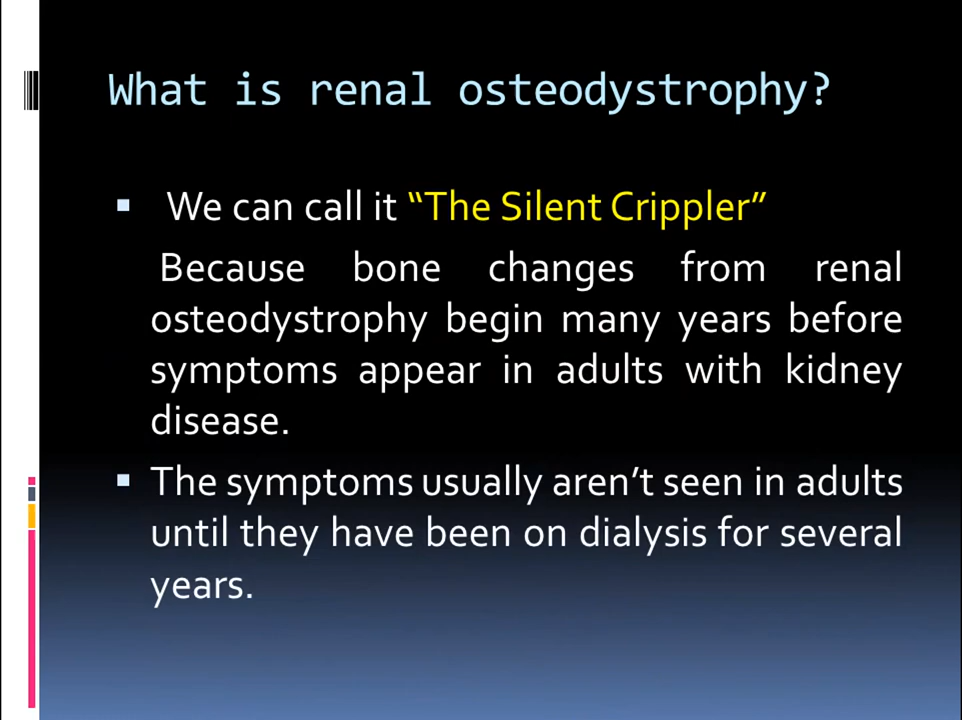 What is renal osteodystrophy?
We can call it “The Silent Crippler”
Because bone changes from renal
osteodystrophy begin many years before
symptoms appear in adults with kidney
disease.
The symptoms usually aren’t seen in adults
until they have been on dialysis for several
years.